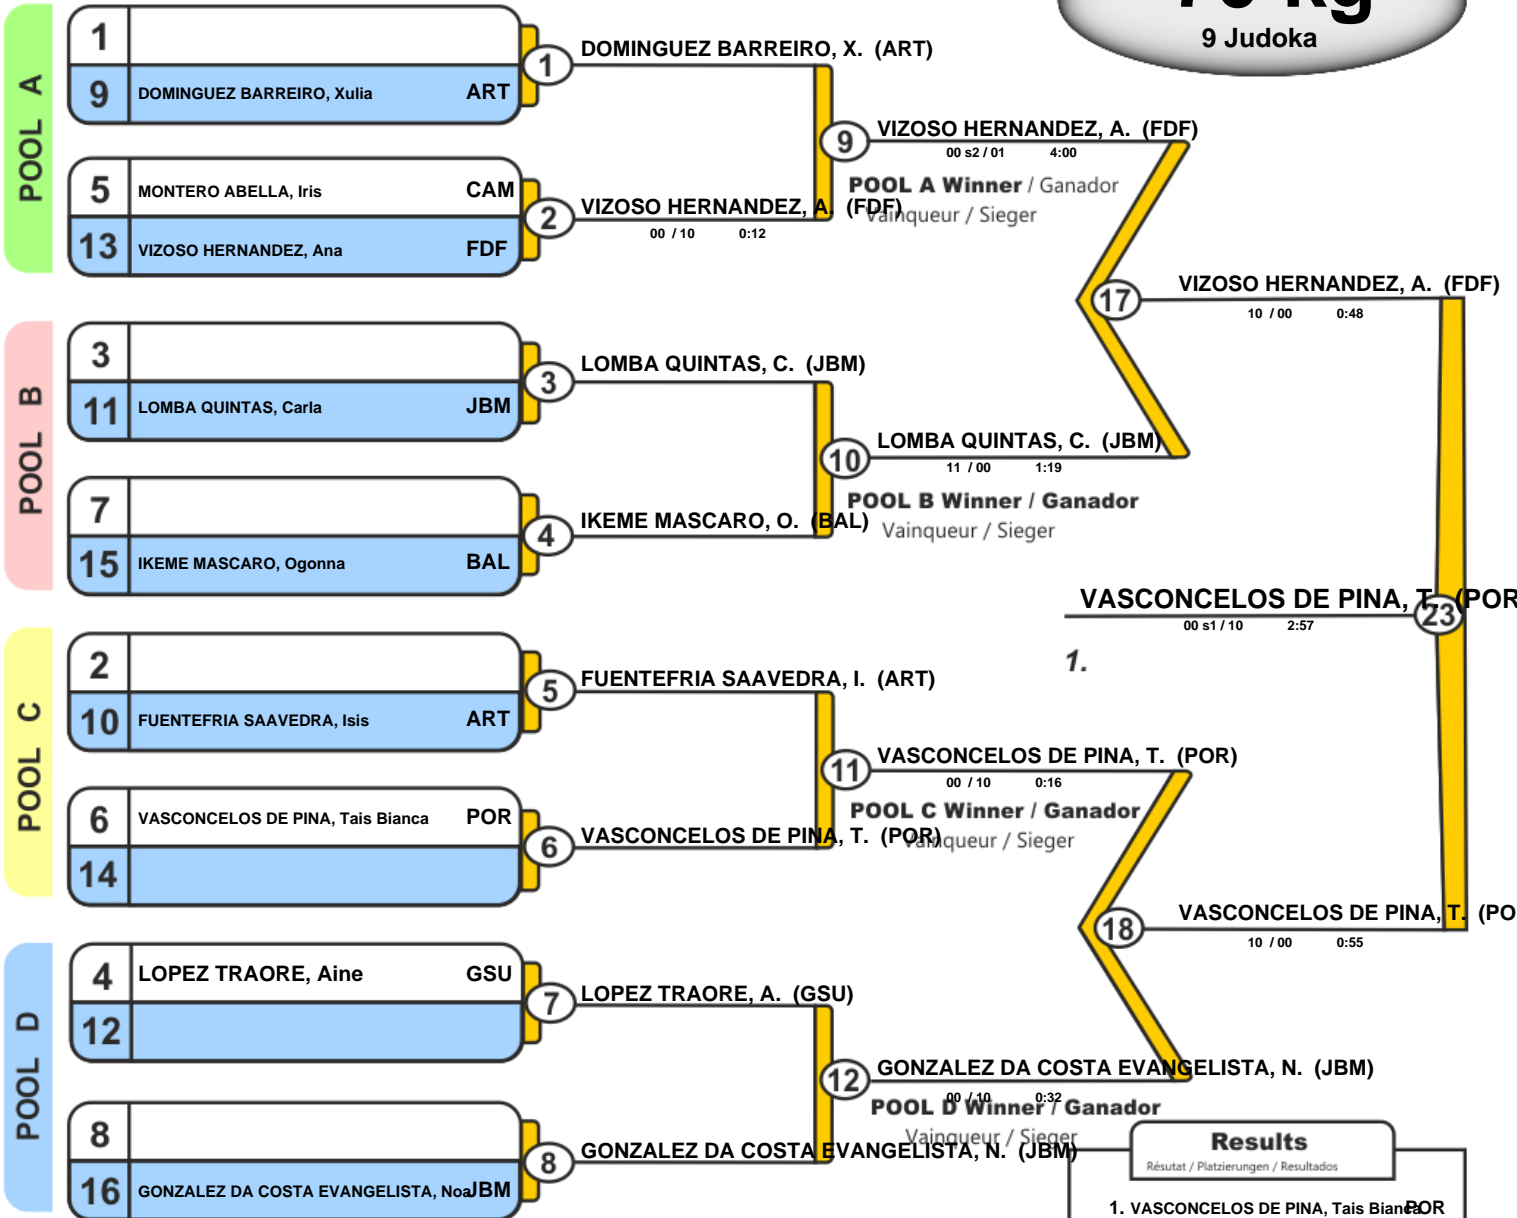 70 kg
9 Judoka
POOL A
1
9 DOMINGUEZ BARREIRO, Xulia ART
5 MONTERO ABELLA, Iris CAM
13 VIZOSO HERNANDEZ, Ana FDF
1
DOMINGUEZ BARREIRO, X. (ART)
2
VIZOSO HERNANDEZ, A. (FDF)
00 / 10 0:12
9
VIZOSO HERNANDEZ, A. (FDF)
00 s2 / 01 4:00
POOL A Winner / Ganador
Vainqueur / Sieger
POOL B
3
11 LOMBA QUINTAS, Carla JBM
7
15 IKEME MASCARO, Ogonna BAL
3
LOMBA QUINTAS, C. (JBM)
4
IKEME MASCARO, O. (BAL)
10
LOMBA QUINTAS, C. (JBM)
11 / 00 1:19
POOL B Winner / Ganador
Vainqueur / Sieger
17
VIZOSO HERNANDEZ, A. (FDF)
10 / 00 0:48
VASCONCELOS DE PINA, T. (POR
23
00 s1 / 10 2:57
1.
POOL C
2
10 FUENTEFRIA SAAVEDRA, Isis ART
6 VASCONCELOS DE PINA, Tais Bianca POR
14
5
FUENTEFRIA SAAVEDRA, I. (ART)
6
VASCONCELOS DE PINA, T. (POR)
11
VASCONCELOS DE PINA, T. (POR)
00 / 10 0:16
POOL C Winner / Ganador
Vainqueur / Sieger
18
VASCONCELOS DE PINA, T. (PO
10 / 00 0:55
POOL D
4 LOPEZ TRAORE, Aine GSU
12
8
16 GONZALEZ DA COSTA EVANGELISTA, Noa JBM
7
LOPEZ TRAORE, A. (GSU)
8
GONZALEZ DA COSTA EVANGELISTA, N. (JBM)
12
GONZALEZ DA COSTA EVANGELISTA, N. (JBM)
00 / 10 0:32
POOL D Winner / Ganador
Vainqueur / Sieger
Results
Résutat / Platzierungen / Resultados
1. VASCONCELOS DE PINA, Tais Bianca POR